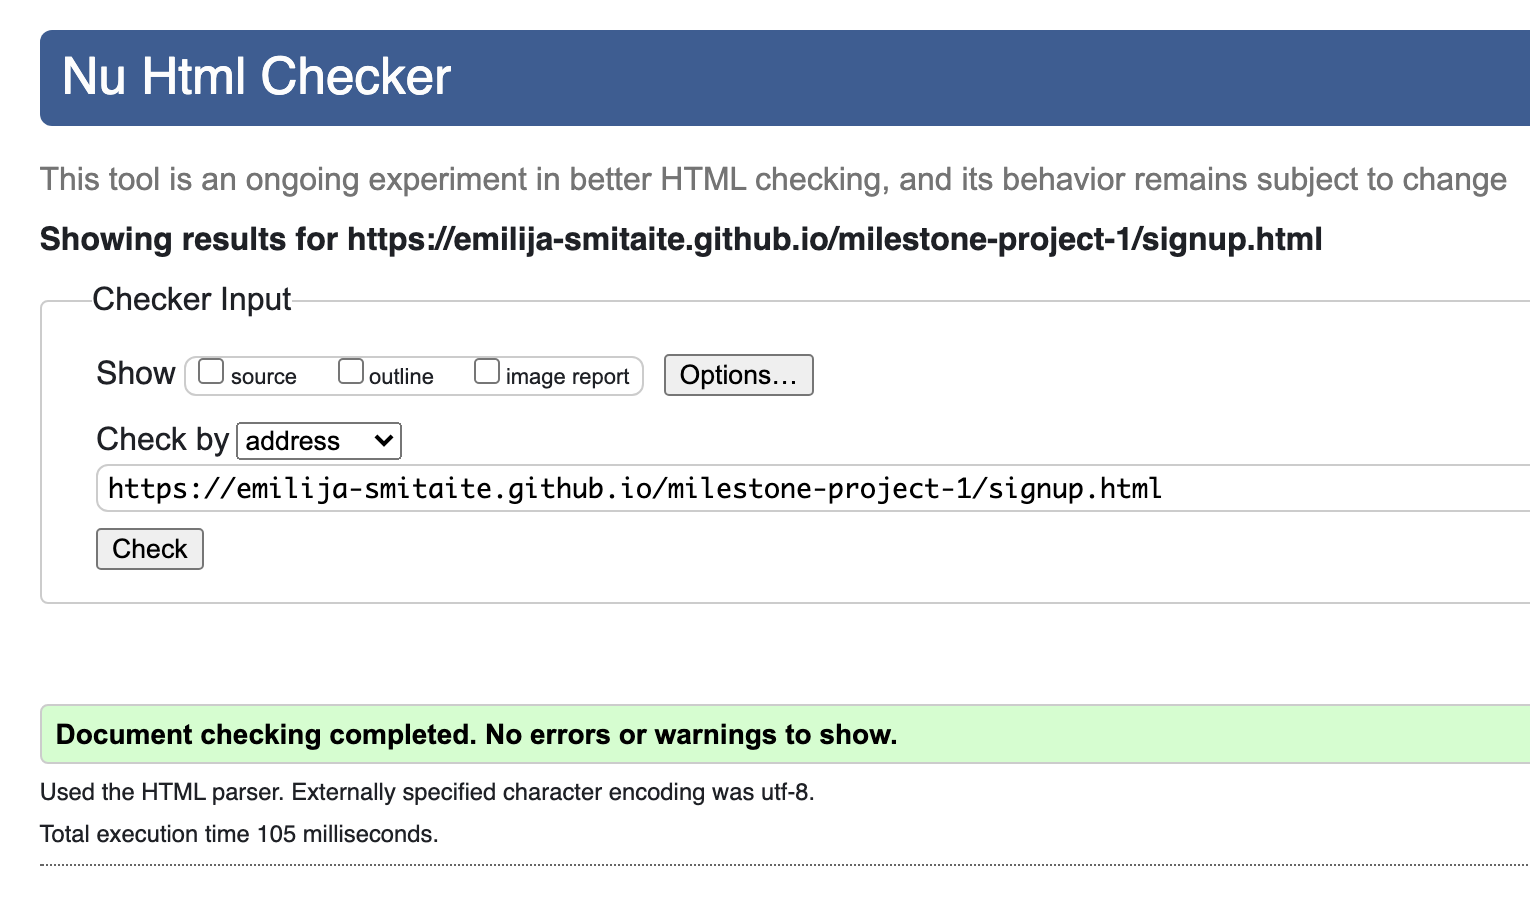 Nu Html Checker
This tool is an ongoing experiment in better HTML checking, and its behavior remains subject to change
Showing results for https://emilija-smitaite.github.io/milestone-project-1/signup.html
Checker Input
Show source outline image report Options…
Check by address
https://emilija-smitaite.github.io/milestone-project-1/signup.html
Check
Document checking completed. No errors or warnings to show.
Used the HTML parser. Externally specified character encoding was utf-8.
Total execution time 105 milliseconds.